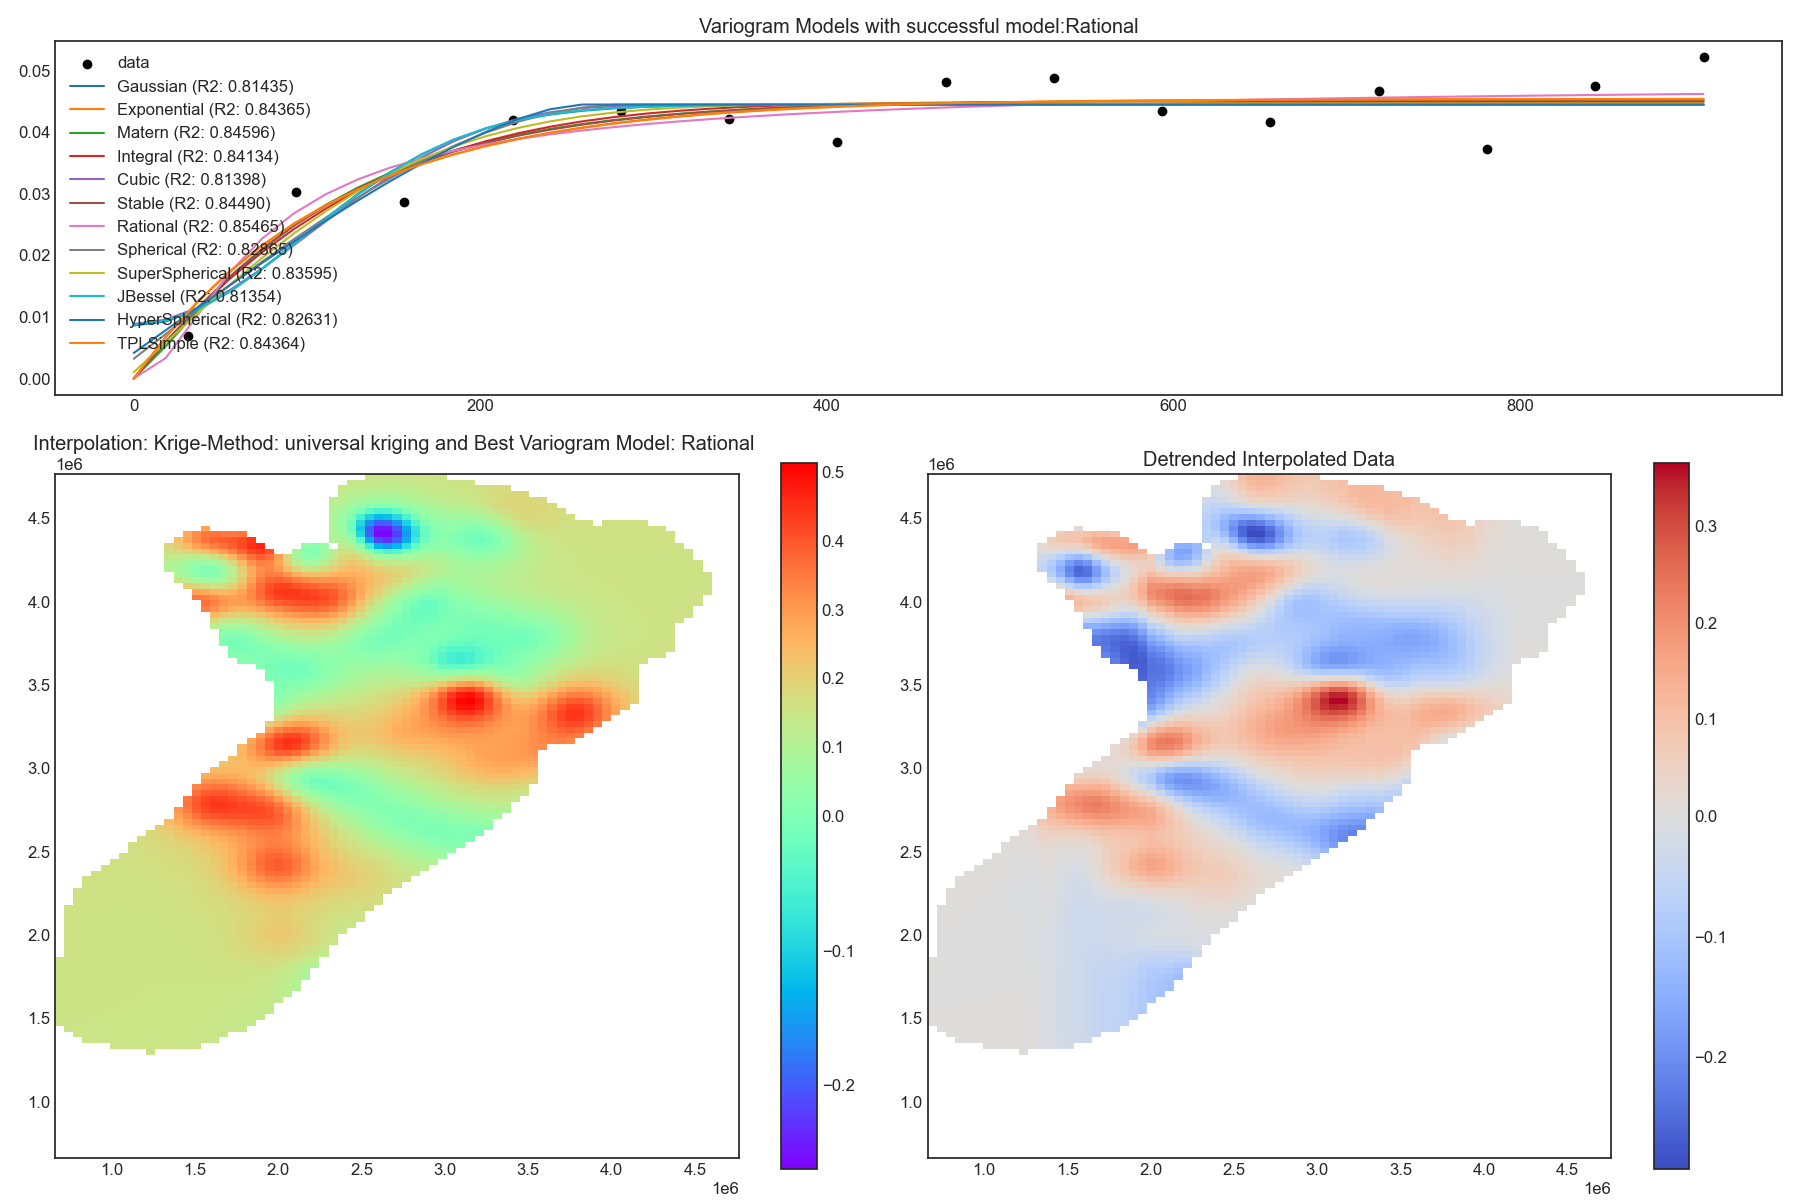 Variogram Models with successful model:Rational
0.05
0.04
0.03
0.02
0.01
0.00
data
Gaussian (R2: 0.81435)
Exponential (R2: 0.84365)
Matern (R2: 0.84596)
Integral (R2: 0.84134)
Cubic (R2: 0.81398)
Stable (R2: 0.84490)
Rational (R2: 0.85465)
Spherical (R2: 0.82865)
SuperSpherical (R2: 0.83595)
JBessel (R2: 0.81354)
HyperSpherical (R2: 0.82631)
TPLSimple (R2: 0.84364)
0 200 400 600 800
Interpolation: Krige-Method: universal kriging and Best Variogram Model: Rational
1e6
4.5
4.0
3.5
3.0
2.5
2.0
1.5
1.0
1.0 1.5 2.0 2.5 3.0 3.5 4.0 4.5
1e6
0.5
0.4
0.3
0.2
0.1
0.0
−0.1
−0.2
Detrended Interpolated Data
1e6
4.5
4.0
3.5
3.0
2.5
2.0
1.5
1.0
1.0 1.5 2.0 2.5 3.0 3.5 4.0 4.5
1e6
0.3
0.2
0.1
0.0
−0.1
−0.2